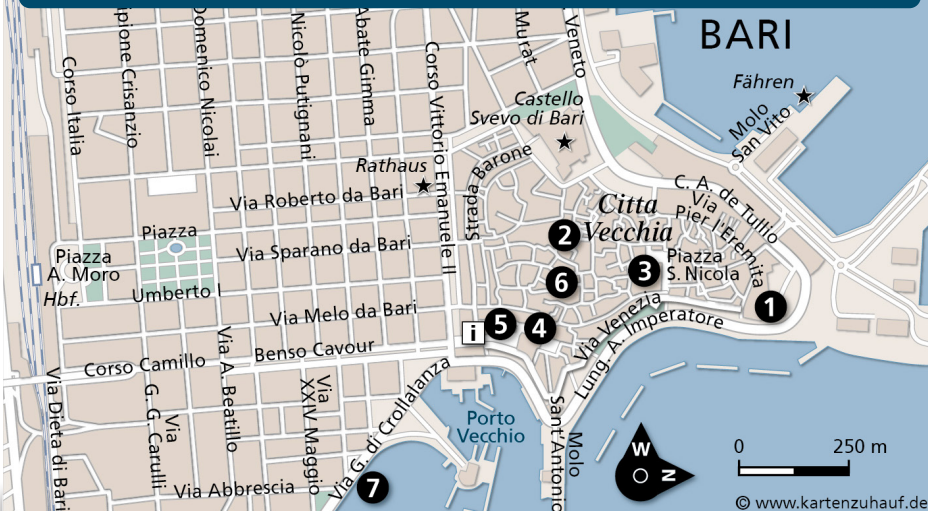 BARI
Corso Italia
ipione Crisanzio
Domenico Nicolai
Nicolò Putignani
Abate Gimma
Corso Vittorio Emanuele II
Murat
Veneto
Fähren
Castello
Svevo di Bari
Molo
San Vito
Rathaus
Strada Barone
C. A. de Tullio
Via
Pier l'Eremita
Citta
Vecchia
Via Roberto da Bari
Piazza
Umberto I
Via Sparano da Bari
Piazza
A. Moro
Hbf.
Piazza
S. Nicola
2
3
6
1
Via Melo da Bari
i
5
4
Via Venezia
Lung. A. Imperatore
Corso Camillo
Benso Cavour
Via Dieta di Bari
Via
G. G. Carulli
Via A. Beatillo
Via
XXIV Maggio
Via G. di Crollalanza
Porto
Vecchio
Molo
Sant'Antonio
Via Abbrescia
7
W
N
0 250 m
© www.kartenzuhauf.de